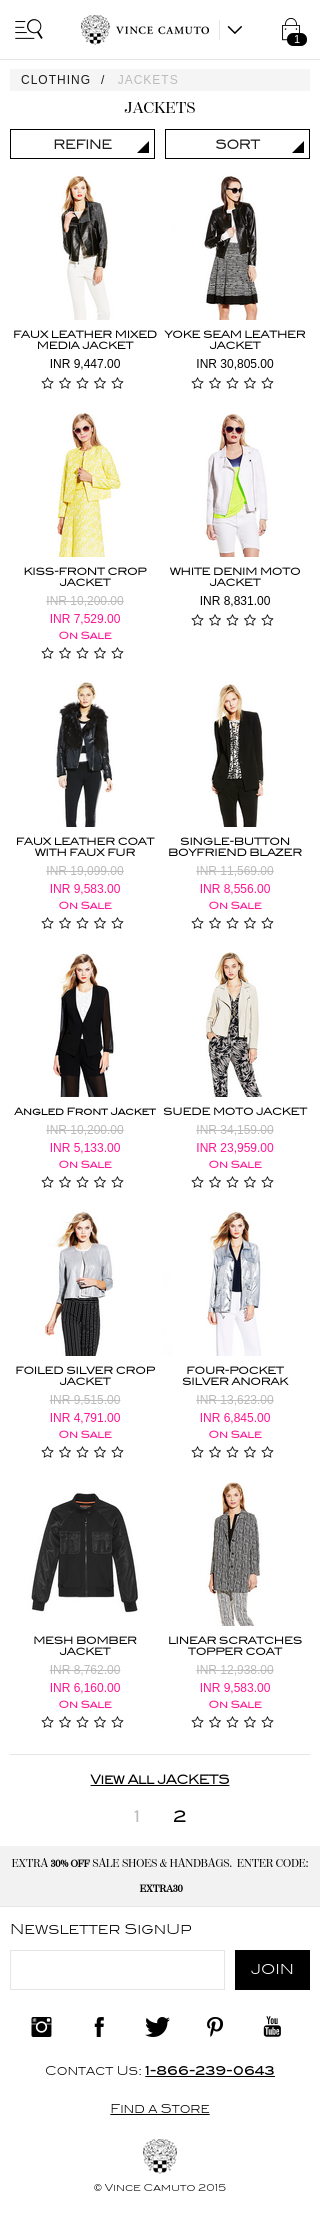 VINCE CAMUTO
1
CLOTHING / JACKETS
JACKETS
REFINE
SORT
FAUX LEATHER MIXED
MEDIA JACKET
INR 9,447.00
YOKE SEAM LEATHER
JACKET
INR 30,805.00
KISS-FRONT CROP
JACKET
INR 10,200.00
INR 7,529.00
ON SALE
WHITE DENIM MOTO
JACKET
INR 8,831.00
FAUX LEATHER COAT
WITH FAUX FUR
INR 19,099.00
INR 9,583.00
ON SALE
SINGLE-BUTTON
BOYFRIEND BLAZER
INR 11,569.00
INR 8,556.00
ON SALE
ANGLED FRONT JACKET
INR 10,200.00
INR 5,133.00
ON SALE
SUEDE MOTO JACKET
INR 34,159.00
INR 23,959.00
ON SALE
FOILED SILVER CROP
JACKET
INR 9,515.00
INR 4,791.00
ON SALE
FOUR-POCKET
SILVER ANORAK
INR 13,623.00
INR 6,845.00
ON SALE
MESH BOMBER
JACKET
INR 8,762.00
INR 6,160.00
ON SALE
LINEAR SCRATCHES
TOPPER COAT
INR 12,938.00
INR 9,583.00
ON SALE
VIEW ALL JACKETS
1 2
EXTRA 30% OFF SALE SHOES & HANDBAGS. ENTER CODE:
EXTRA30
NEWSLETTER SIGNUP
JOIN
You Tube
CONTACT US: 1-866-239-0643
FIND A STORE
© VINCE CAMUTO 2015